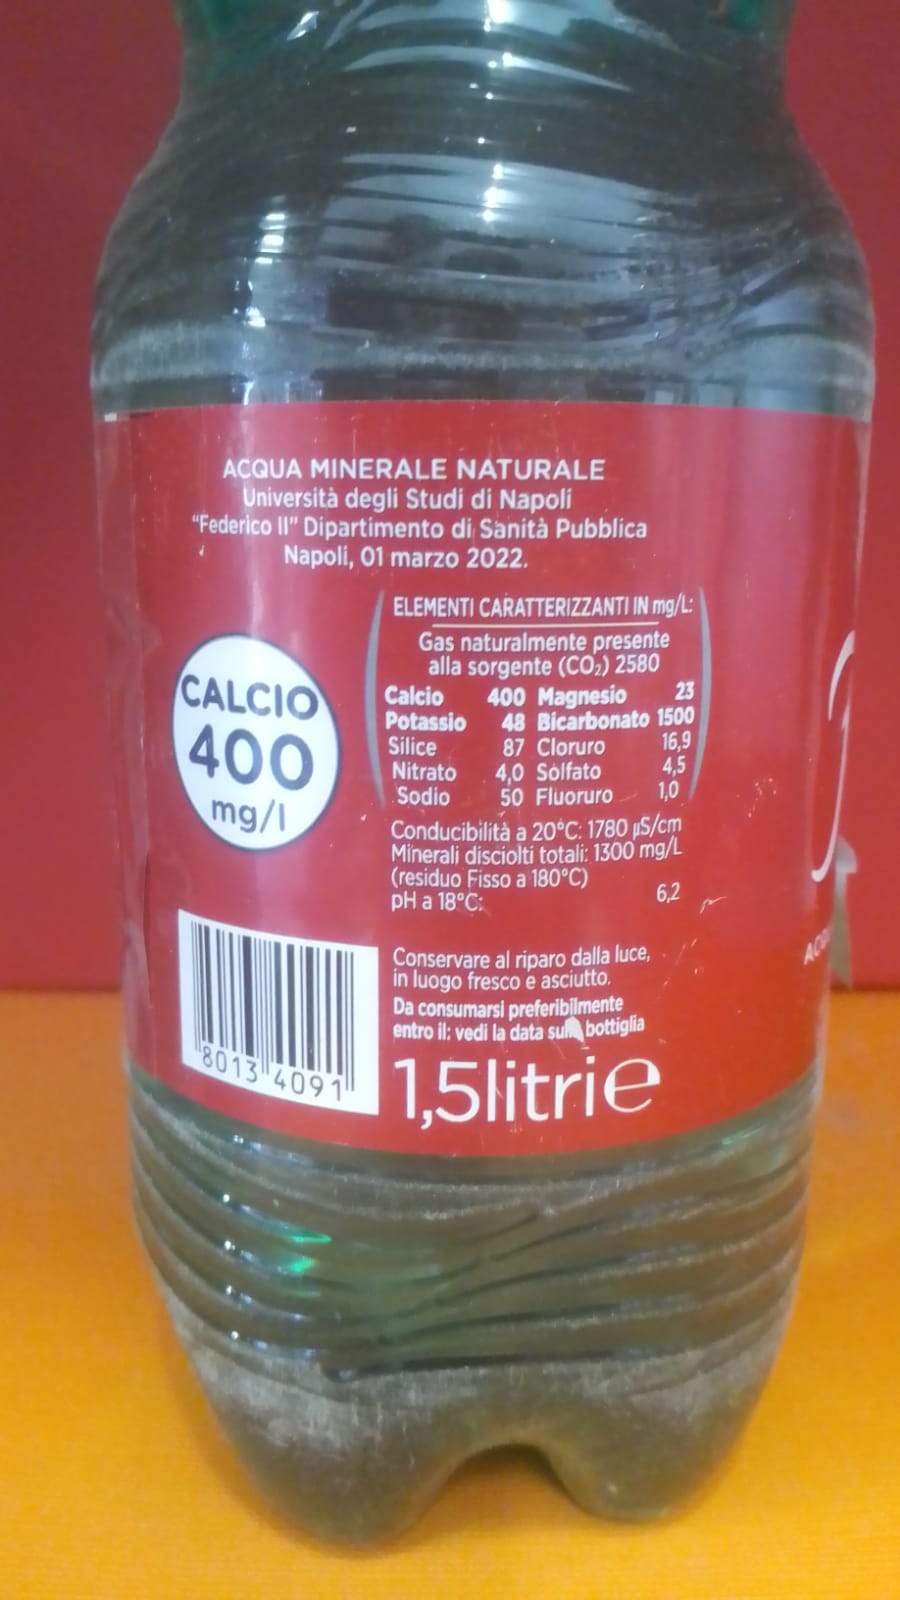 ACQUA MINERALE NATURALE
Università degli Studi di Napoli
“Federico II” Dipartimento di Sanità Pubblica
Napoli, 01 marzo 2022.
ELEMENTI CARATTERIZZANTI IN mg/L:
Gas naturalmente presente
alla sorgente (CO₂) 2580
Calcio 400 Magnesio 23
Potassio 48 Bicarbonato 1500
Silice 87 Cloruro 16,9
Nitrato 4,0 Solfato 4,5
Sodio 50 Fluoruro 1,0
Conducibilità a 20°C: 1780 µS/cm
Minerali disciolti totali: 1300 mg/L
(residuo Fisso a 180°C)
pH a 18°C: 6,2
CALCIO
400
mg/l
Conservare al riparo dalla luce,
in luogo fresco e asciutto.
Da consumarsi preferibilmente
entro il: vedi la data sulla bottiglia
8013 4091
1,5litri℮